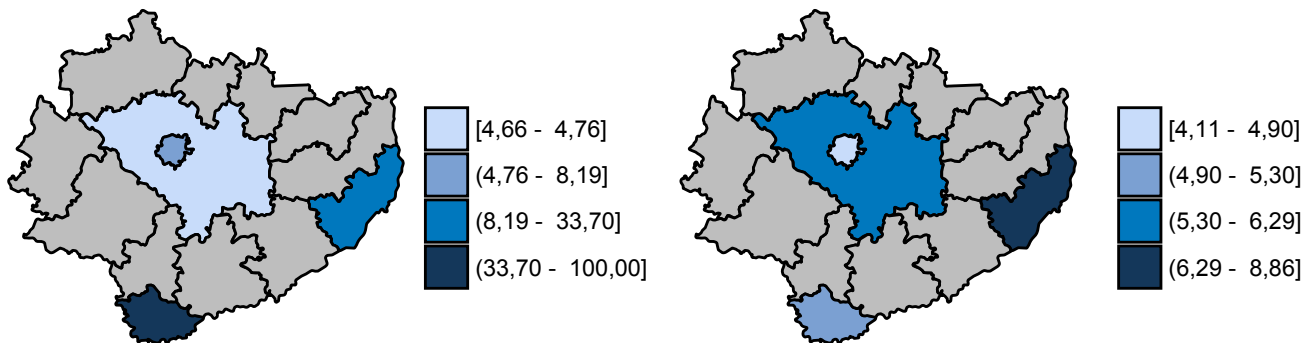 [4,66 - 4,76]
(4,76 - 8,19]
(8,19 - 33,70]
(33,70 - 100,00]
[4,11 - 4,90]
(4,90 - 5,30]
(5,30 - 6,29]
(6,29 - 8,86]